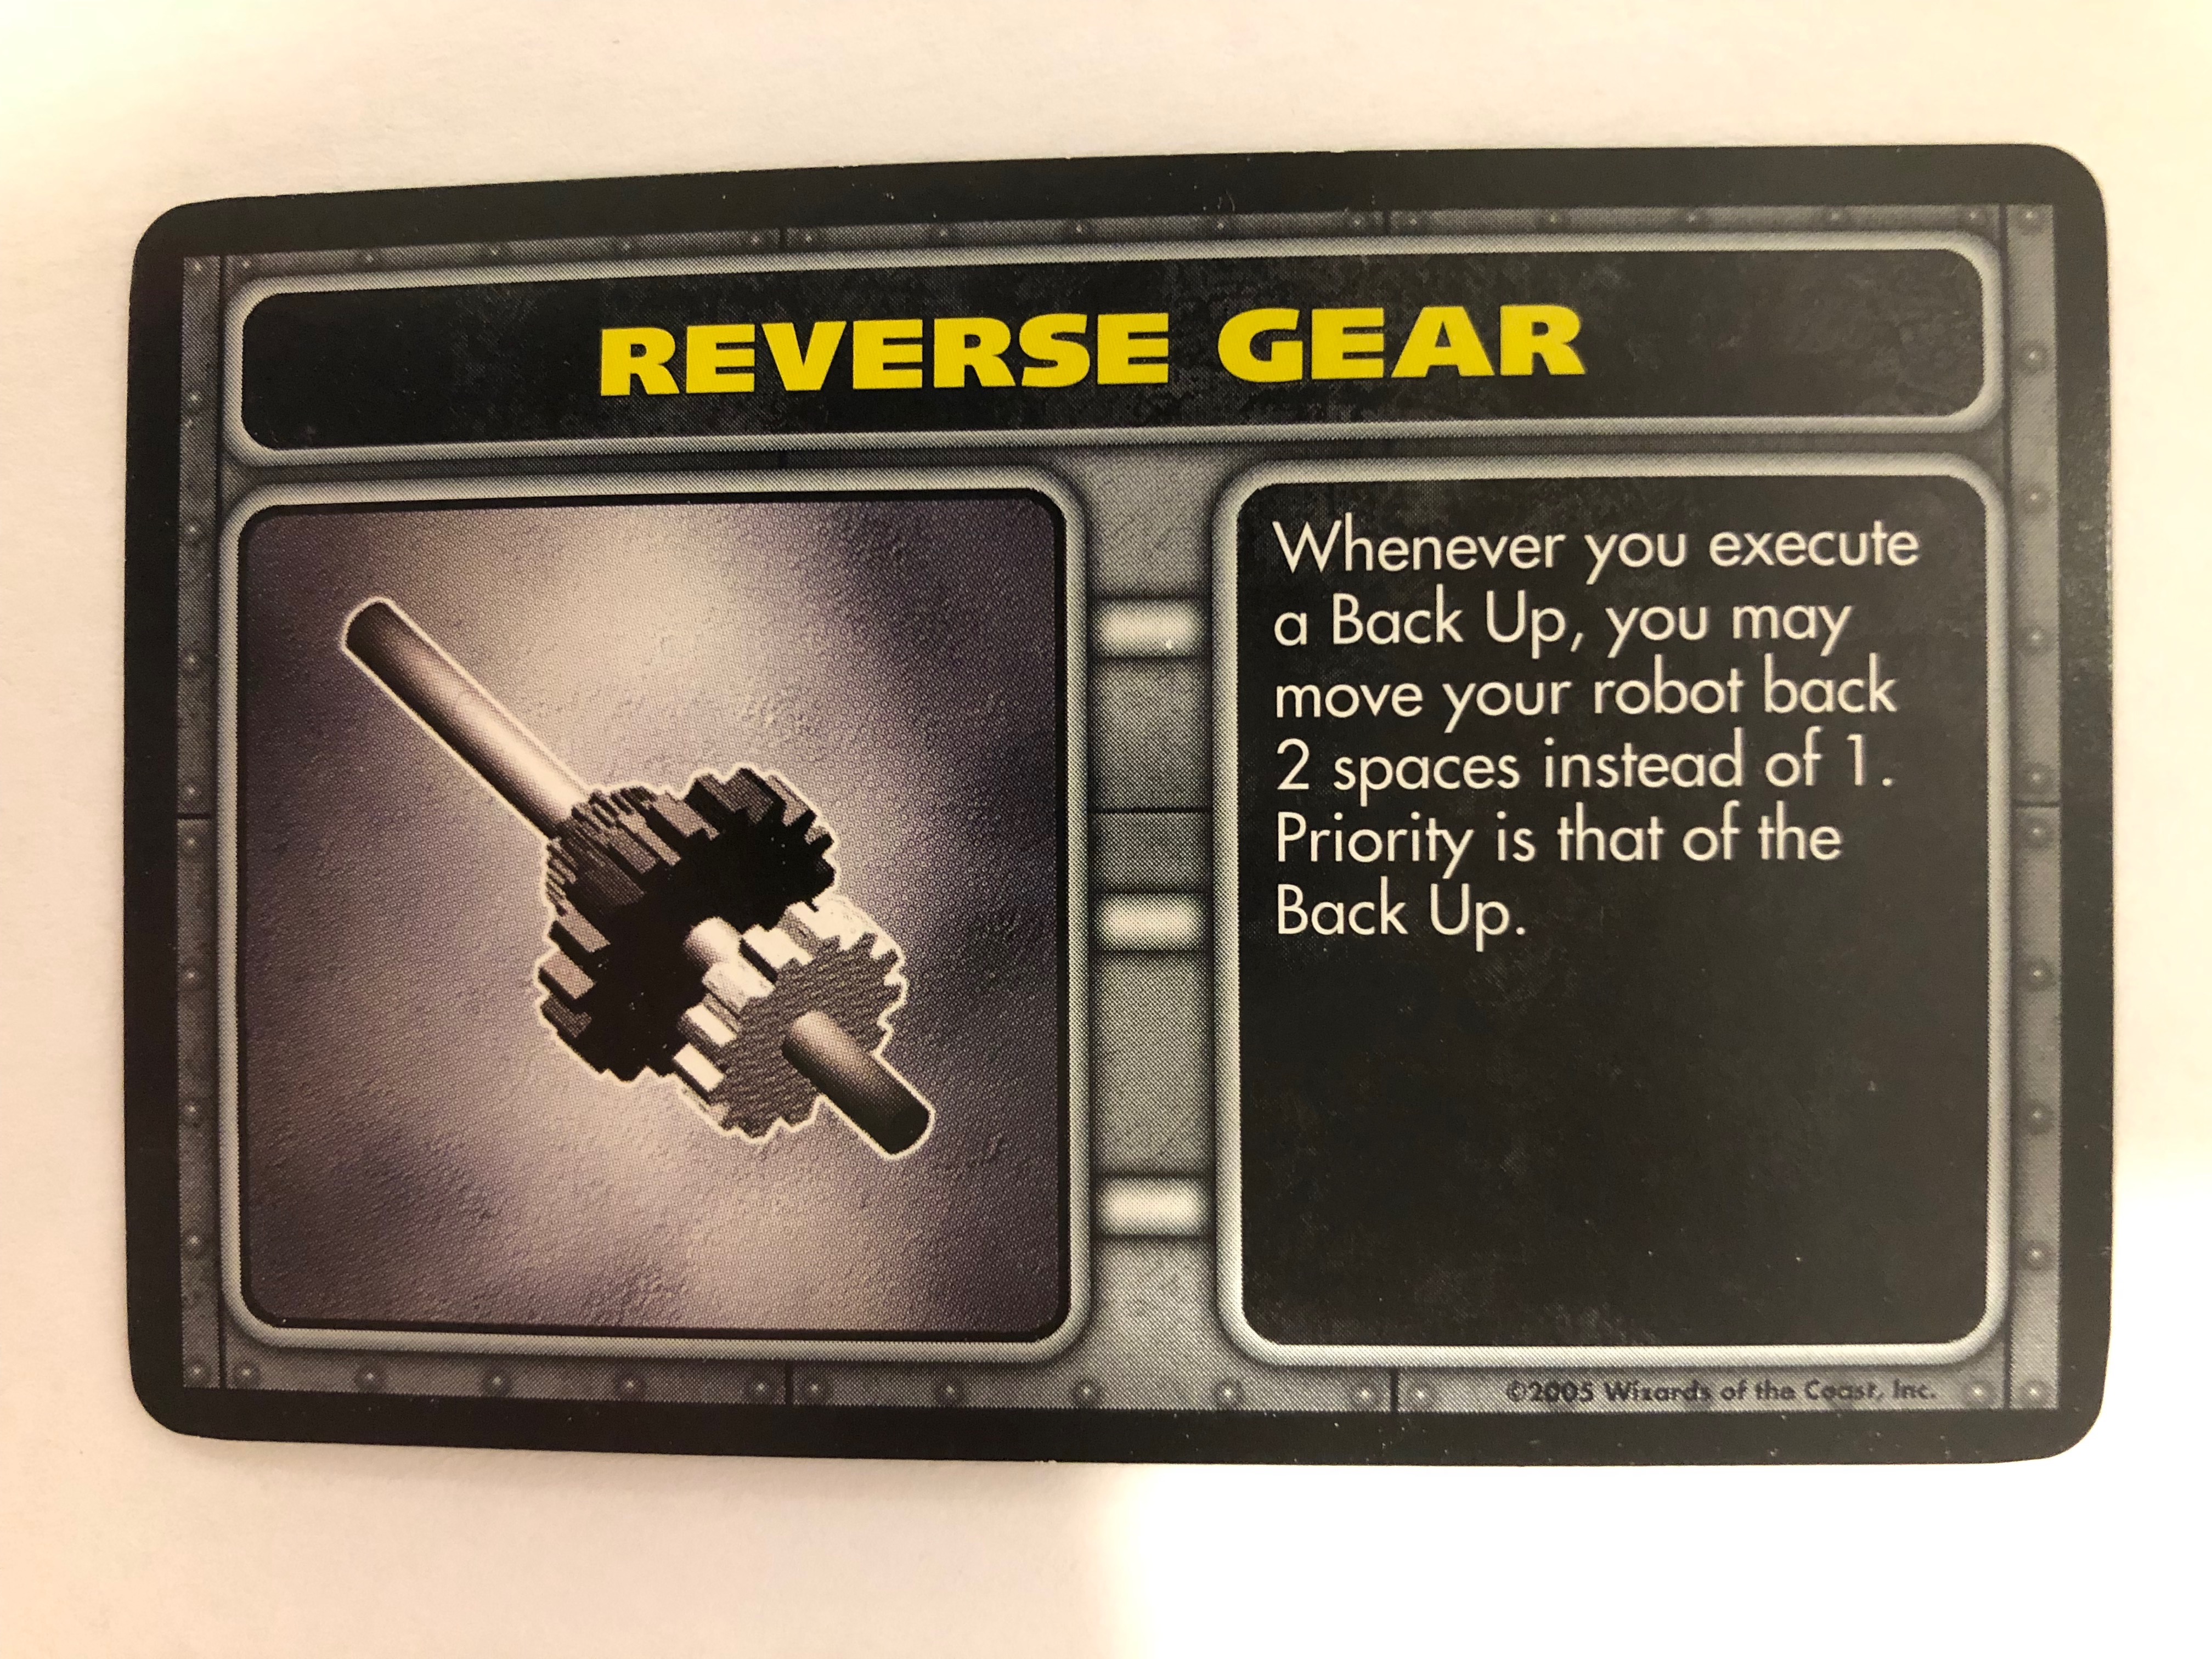 REVERSE GEAR
Whenever you execute
a Back Up, you may
move your robot back
2 spaces instead of 1.
Priority is that of the
Back Up.
©2005 Wizards of the Coast, Inc.